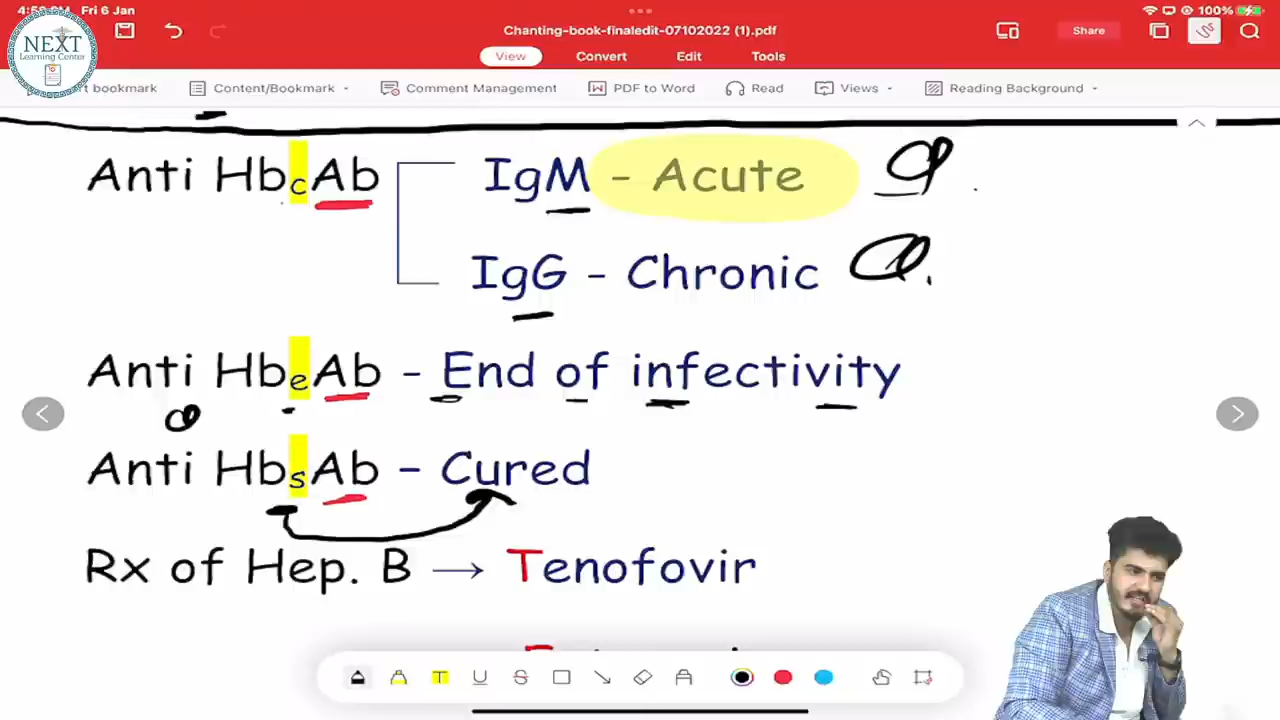 4:58 PM Fri 6 Jan
100%
NEXT
Learning Center
Chanting-book-finaledit-07102022 (1).pdf
Share
View Convert Edit Tools
bookmark Content/Bookmark Comment Management PDF to Word Read Views Reading Background
Anti HbcAb IgM - Acute
IgG - Chronic
Anti HbeAb - End of infectivity
Anti HbsAb - Cured
Rx of Hep. B → Tenofovir